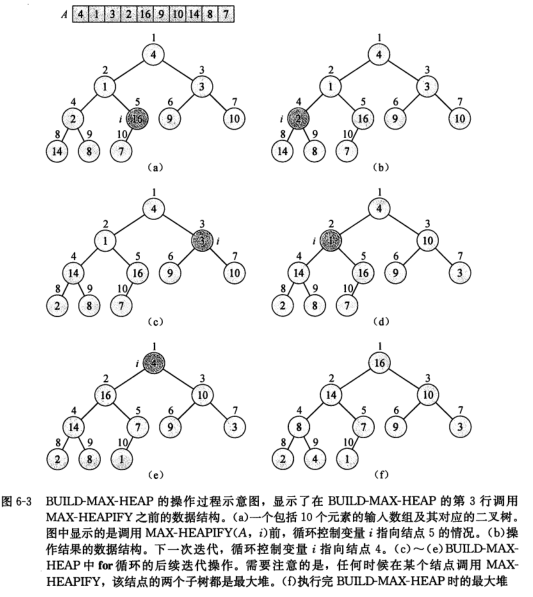 A 4 1 3 2 16 9 10 14 8 7
1 1
4 4
2 3 2 3
1 3 1 3
4 5 6 7 4 5 6 7
2 i 16 9 10 i 2 16 9 10
8 9 10 8 9 10
14 8 7 14 8 7
(a) (b)
1 1
4 4
2 3 2 3
1 3 i i 1 10
4 5 6 7 4 5 6 7
14 16 9 10 14 16 9 3
8 9 10 8 9 10
2 8 7 2 8 7
(c) (d)
1 1
i 4 16
2 3 2 3
16 10 14 10
4 5 6 7 4 5 6 7
14 7 9 3 8 7 9 3
8 9 10 8 9 10
2 8 1 2 4 1
(e) (f)
图 6-3 BUILD-MAX-HEAP 的操作过程示意图，显示了在 BUILD-MAX-HEAP 的第 3 行调用
MAX-HEAPIFY 之前的数据结构。(a)一个包括 10 个元素的输入数组及其对应的二叉树。
图中显示的是调用 MAX-HEAPIFY(A，i)前，循环控制变量 i 指向结点 5 的情况。(b)操
作结果的数据结构。下一次迭代，循环控制变量 i 指向结点 4。(c)～(e)BUILD-MAX-
HEAP 中 for 循环的后续迭代操作。需要注意的是，任何时候在某个结点调用 MAX-
HEAPIFY，该结点的两个子树都是最大堆。(f)执行完 BUILD-MAX-HEAP 时的最大堆